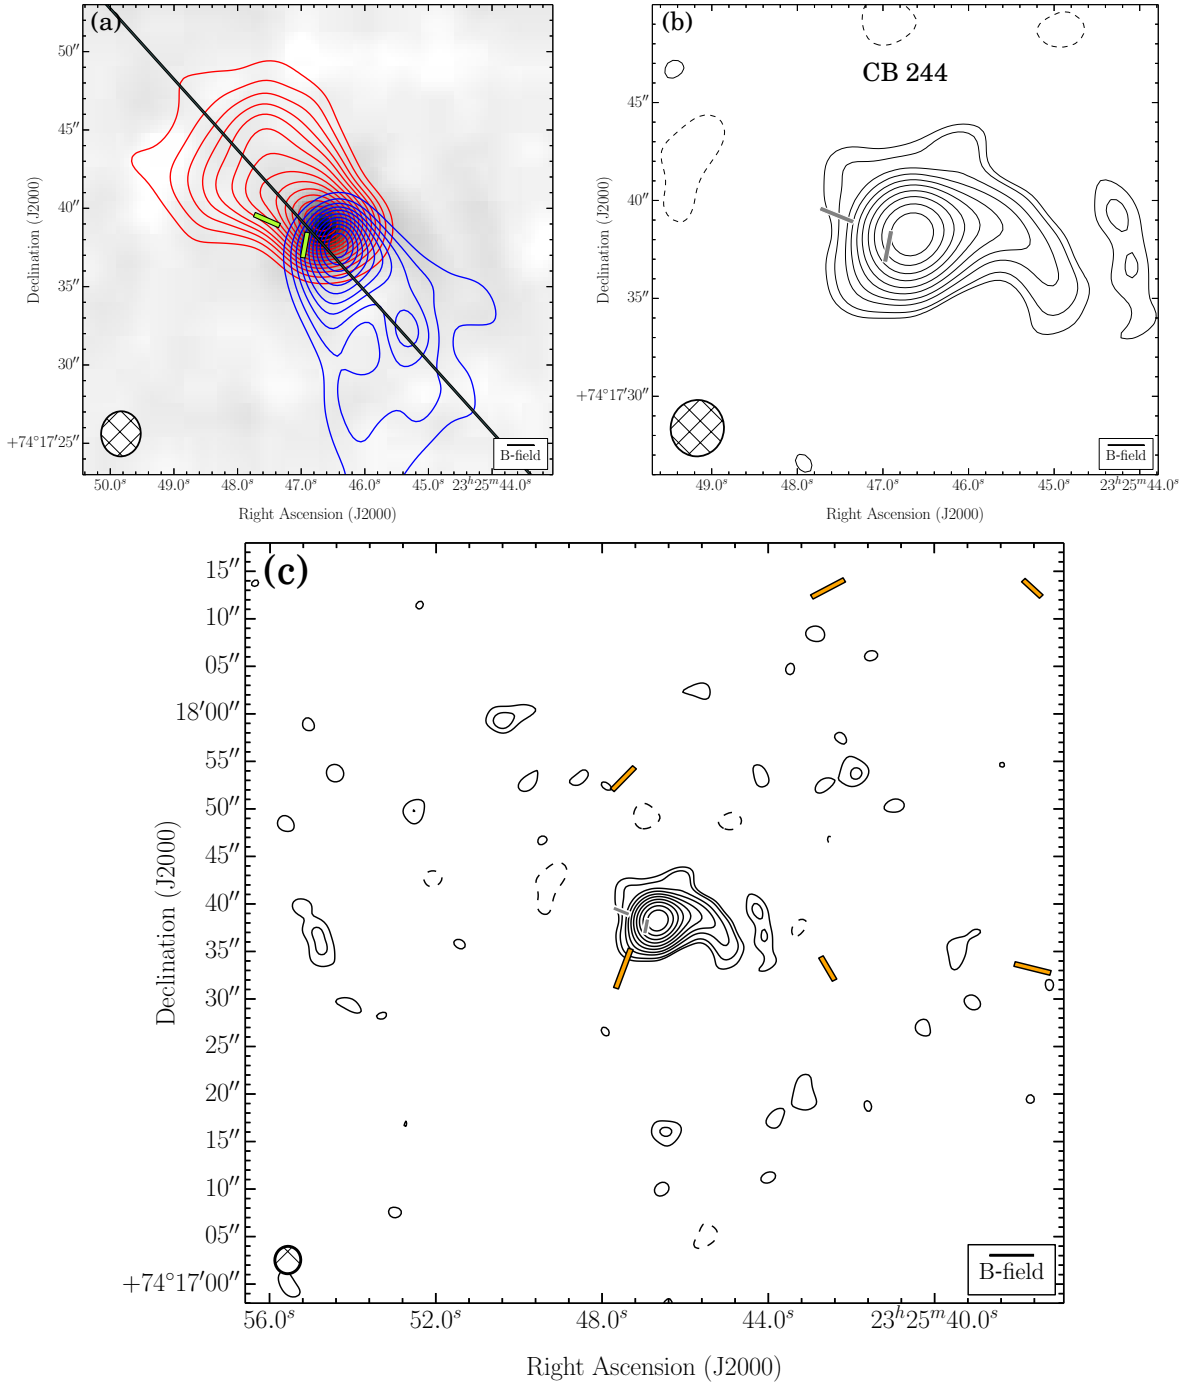 (a)
50″
45″
40″
35″
30″
+74°17′25″
Declination (J2000)
50.0ˢ 49.0ˢ 48.0ˢ 47.0ˢ 46.0ˢ 45.0ˢ 23ʰ25ᵐ44.0ˢ
Right Ascension (J2000)
B-field
(b)
CB 244
45″
40″
35″
+74°17′30″
Declination (J2000)
49.0ˢ 48.0ˢ 47.0ˢ 46.0ˢ 45.0ˢ 23ʰ25ᵐ44.0ˢ
Right Ascension (J2000)
B-field
(c)
15″
10″
05″
18′00″
55″
50″
45″
40″
35″
30″
25″
20″
15″
10″
05″
+74°17′00″
Declination (J2000)
56.0ˢ 52.0ˢ 48.0ˢ 44.0ˢ 23ʰ25ᵐ40.0ˢ
Right Ascension (J2000)
B-field